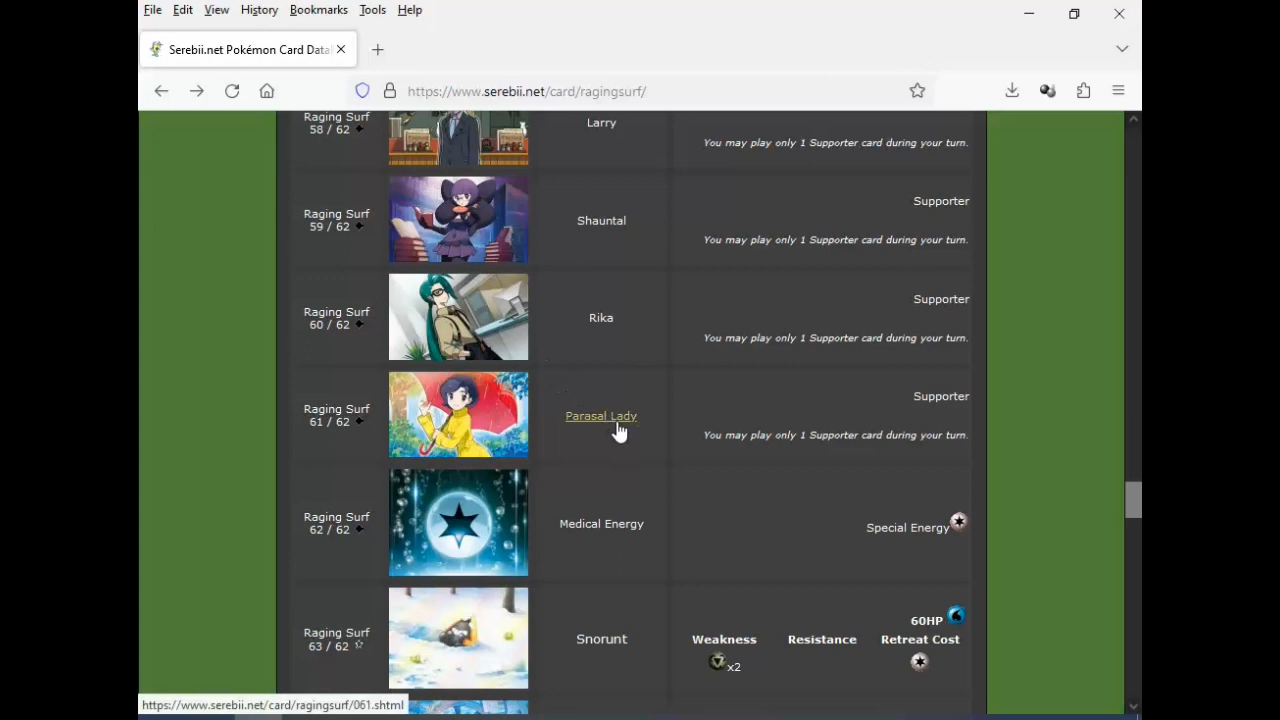 File Edit View History Bookmarks Tools Help
Serebii.net Pokémon Card Data
https://www.serebii.net/card/ragingsurf/
Raging Surf
58 / 62
Larry
You may play only 1 Supporter card during your turn.
Raging Surf
59 / 62
Shauntal
Supporter
You may play only 1 Supporter card during your turn.
Raging Surf
60 / 62
Rika
Supporter
You may play only 1 Supporter card during your turn.
Raging Surf
61 / 62
Parasal Lady
Supporter
You may play only 1 Supporter card during your turn.
Raging Surf
62 / 62
Medical Energy
Special Energy
Raging Surf
63 / 62
Snorunt
60HP
Weakness Resistance Retreat Cost
x2
https://www.serebii.net/card/ragingsurf/061.shtml